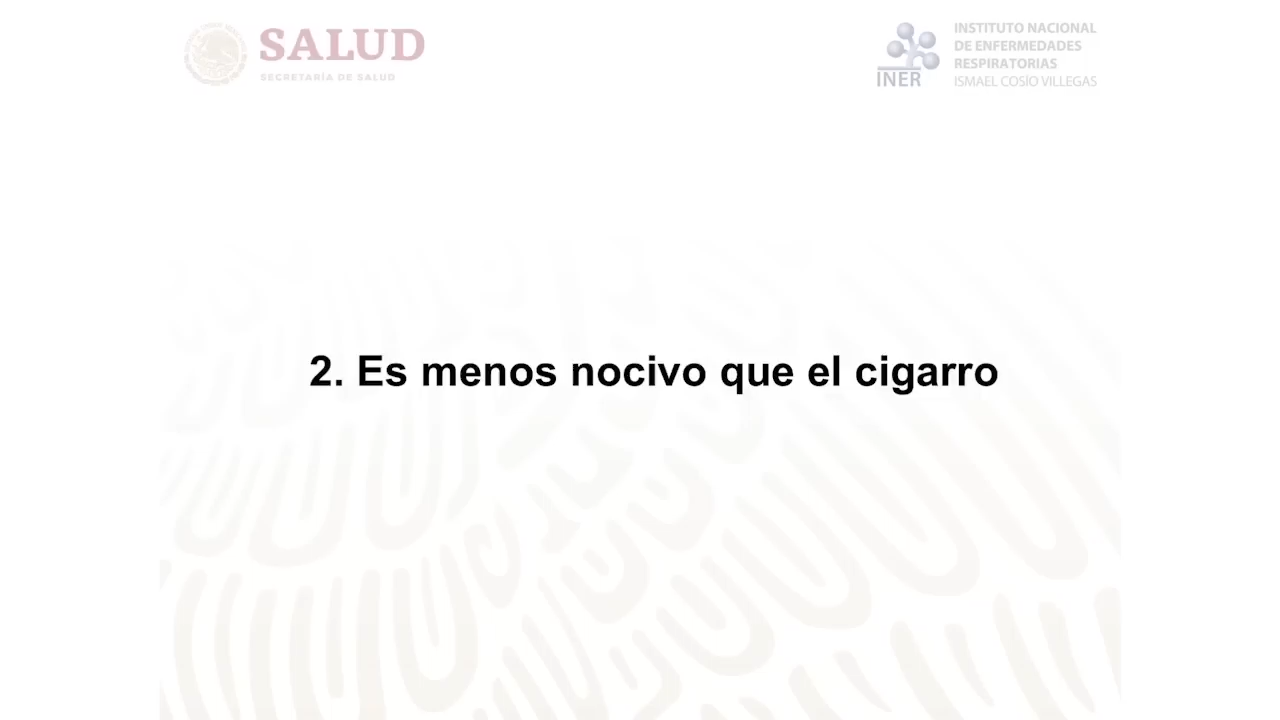 SALUD
SECRETARÍA DE SALUD
INER
INSTITUTO NACIONAL
DE ENFERMEDADES
RESPIRATORIAS
ISMAEL COSÍO VILLEGAS
2. Es menos nocivo que el cigarro